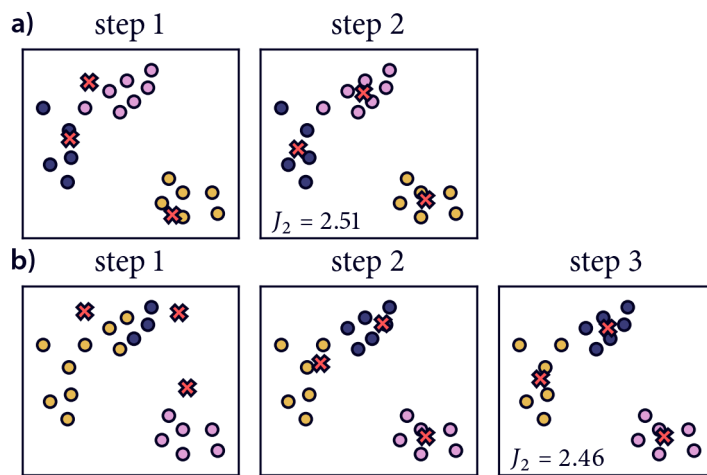 a)
step 1
step 2
J₂ = 2.51
b)
step 1
step 2
step 3
J₂ = 2.46